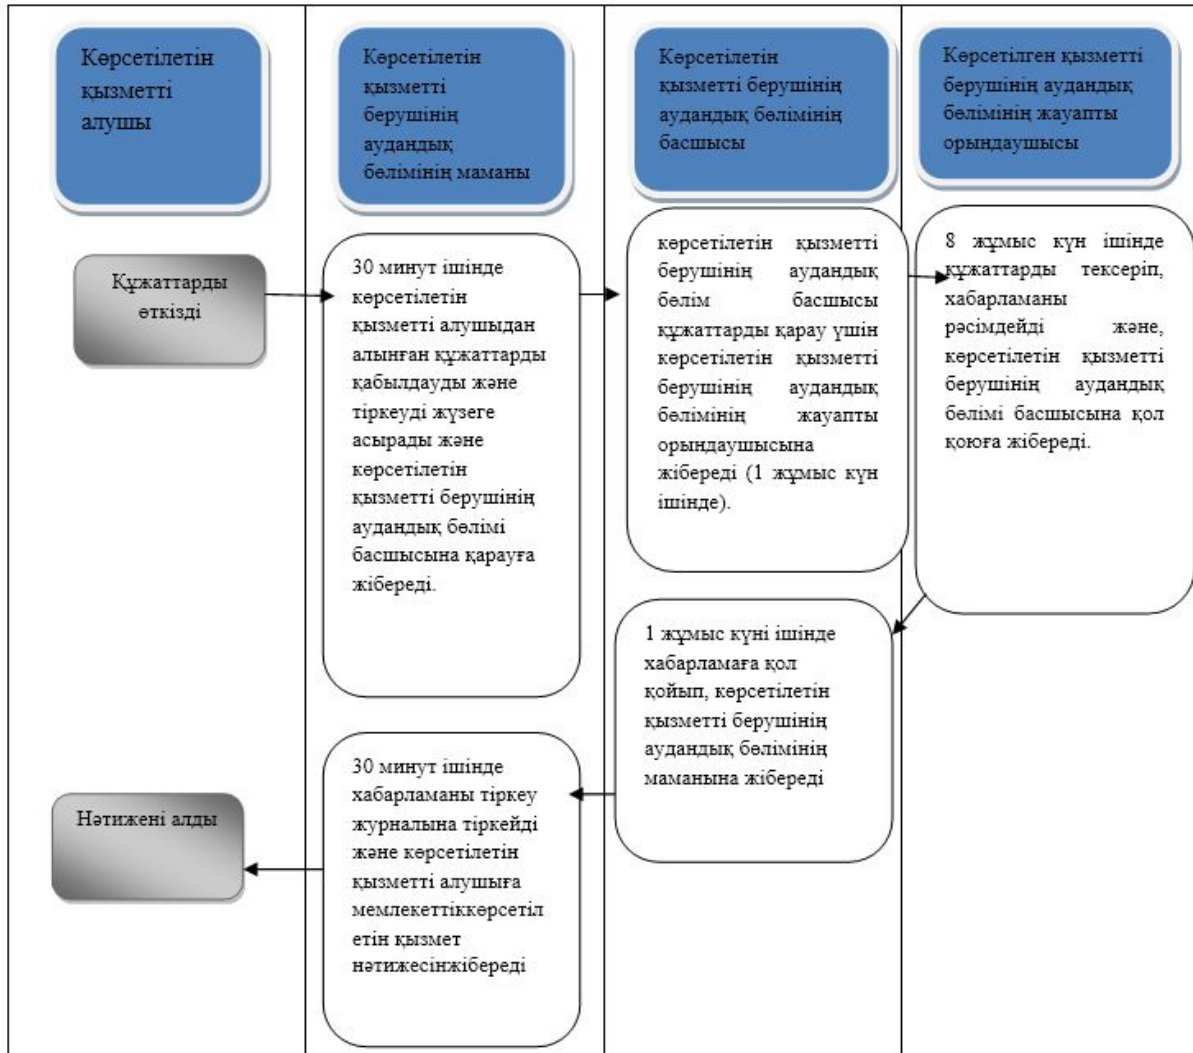 Көрсетілетін
қызметті
алушы
Көрсетілетін
қызметті
берушінің
аудандық
бөлімінің маманы
Көрсетілетін
қызметті берушінің
аудандық бөлімінің
басшысы
Көрсетілген қызметті
берушінің аудандық
бөлімінің жауапты
орындаушысы
Құжаттарды
өткізді
30 минут ішінде
көрсетілетін
қызметті алушыдан
алынған құжаттарды
қабылдауды және
тіркеуді жүзеге
асырады және
көрсетілетін
қызметті берушінің
аудандық бөлімі
басшысына қарауға
жібереді.
көрсетілетін қызметті
берушінің аудандық
бөлім басшысы
құжаттарды қарау үшін
көрсетілетін қызметті
берушінің аудандық
бөлімінің жауапты
орындаушысына
жібереді (1 жұмыс күн
ішінде).
8 жұмыс күн ішінде
құжаттарды тексеріп,
хабарламаны
рәсімдейді және,
көрсетілетін қызметті
берушінің аудандық
бөлімі басшысына қол
қоюға жібереді.
1 жұмыс күні ішінде
хабарламаға қол
қойып, көрсетілетін
қызметті берушінің
аудандық бөлімінің
маманына жібереді
30 минут ішінде
хабарламаны тіркеу
журналына тіркейді
және көрсетілетін
қызметті алушыға
мемлекеттіккөрсетіл
етін қызмет
нәтижесінжібереді
Нәтижені алды